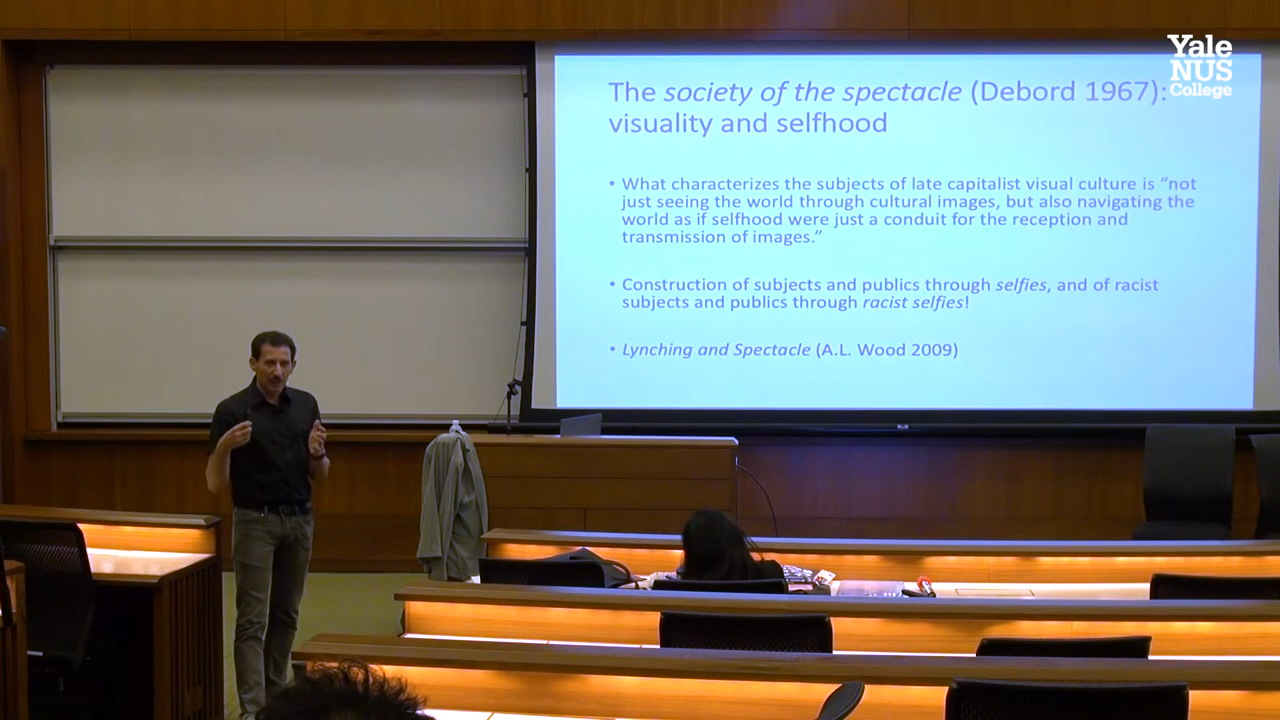 Yale
NUS
College
The society of the spectacle (Debord 1967):
visuality and selfhood
• What characterizes the subjects of late capitalist visual culture is “not
just seeing the world through cultural images, but also navigating the
world as if selfhood were just a conduit for the reception and
transmission of images.”
• Construction of subjects and publics through selfies, and of racist
subjects and publics through racist selfies!
• Lynching and Spectacle (A.L. Wood 2009)